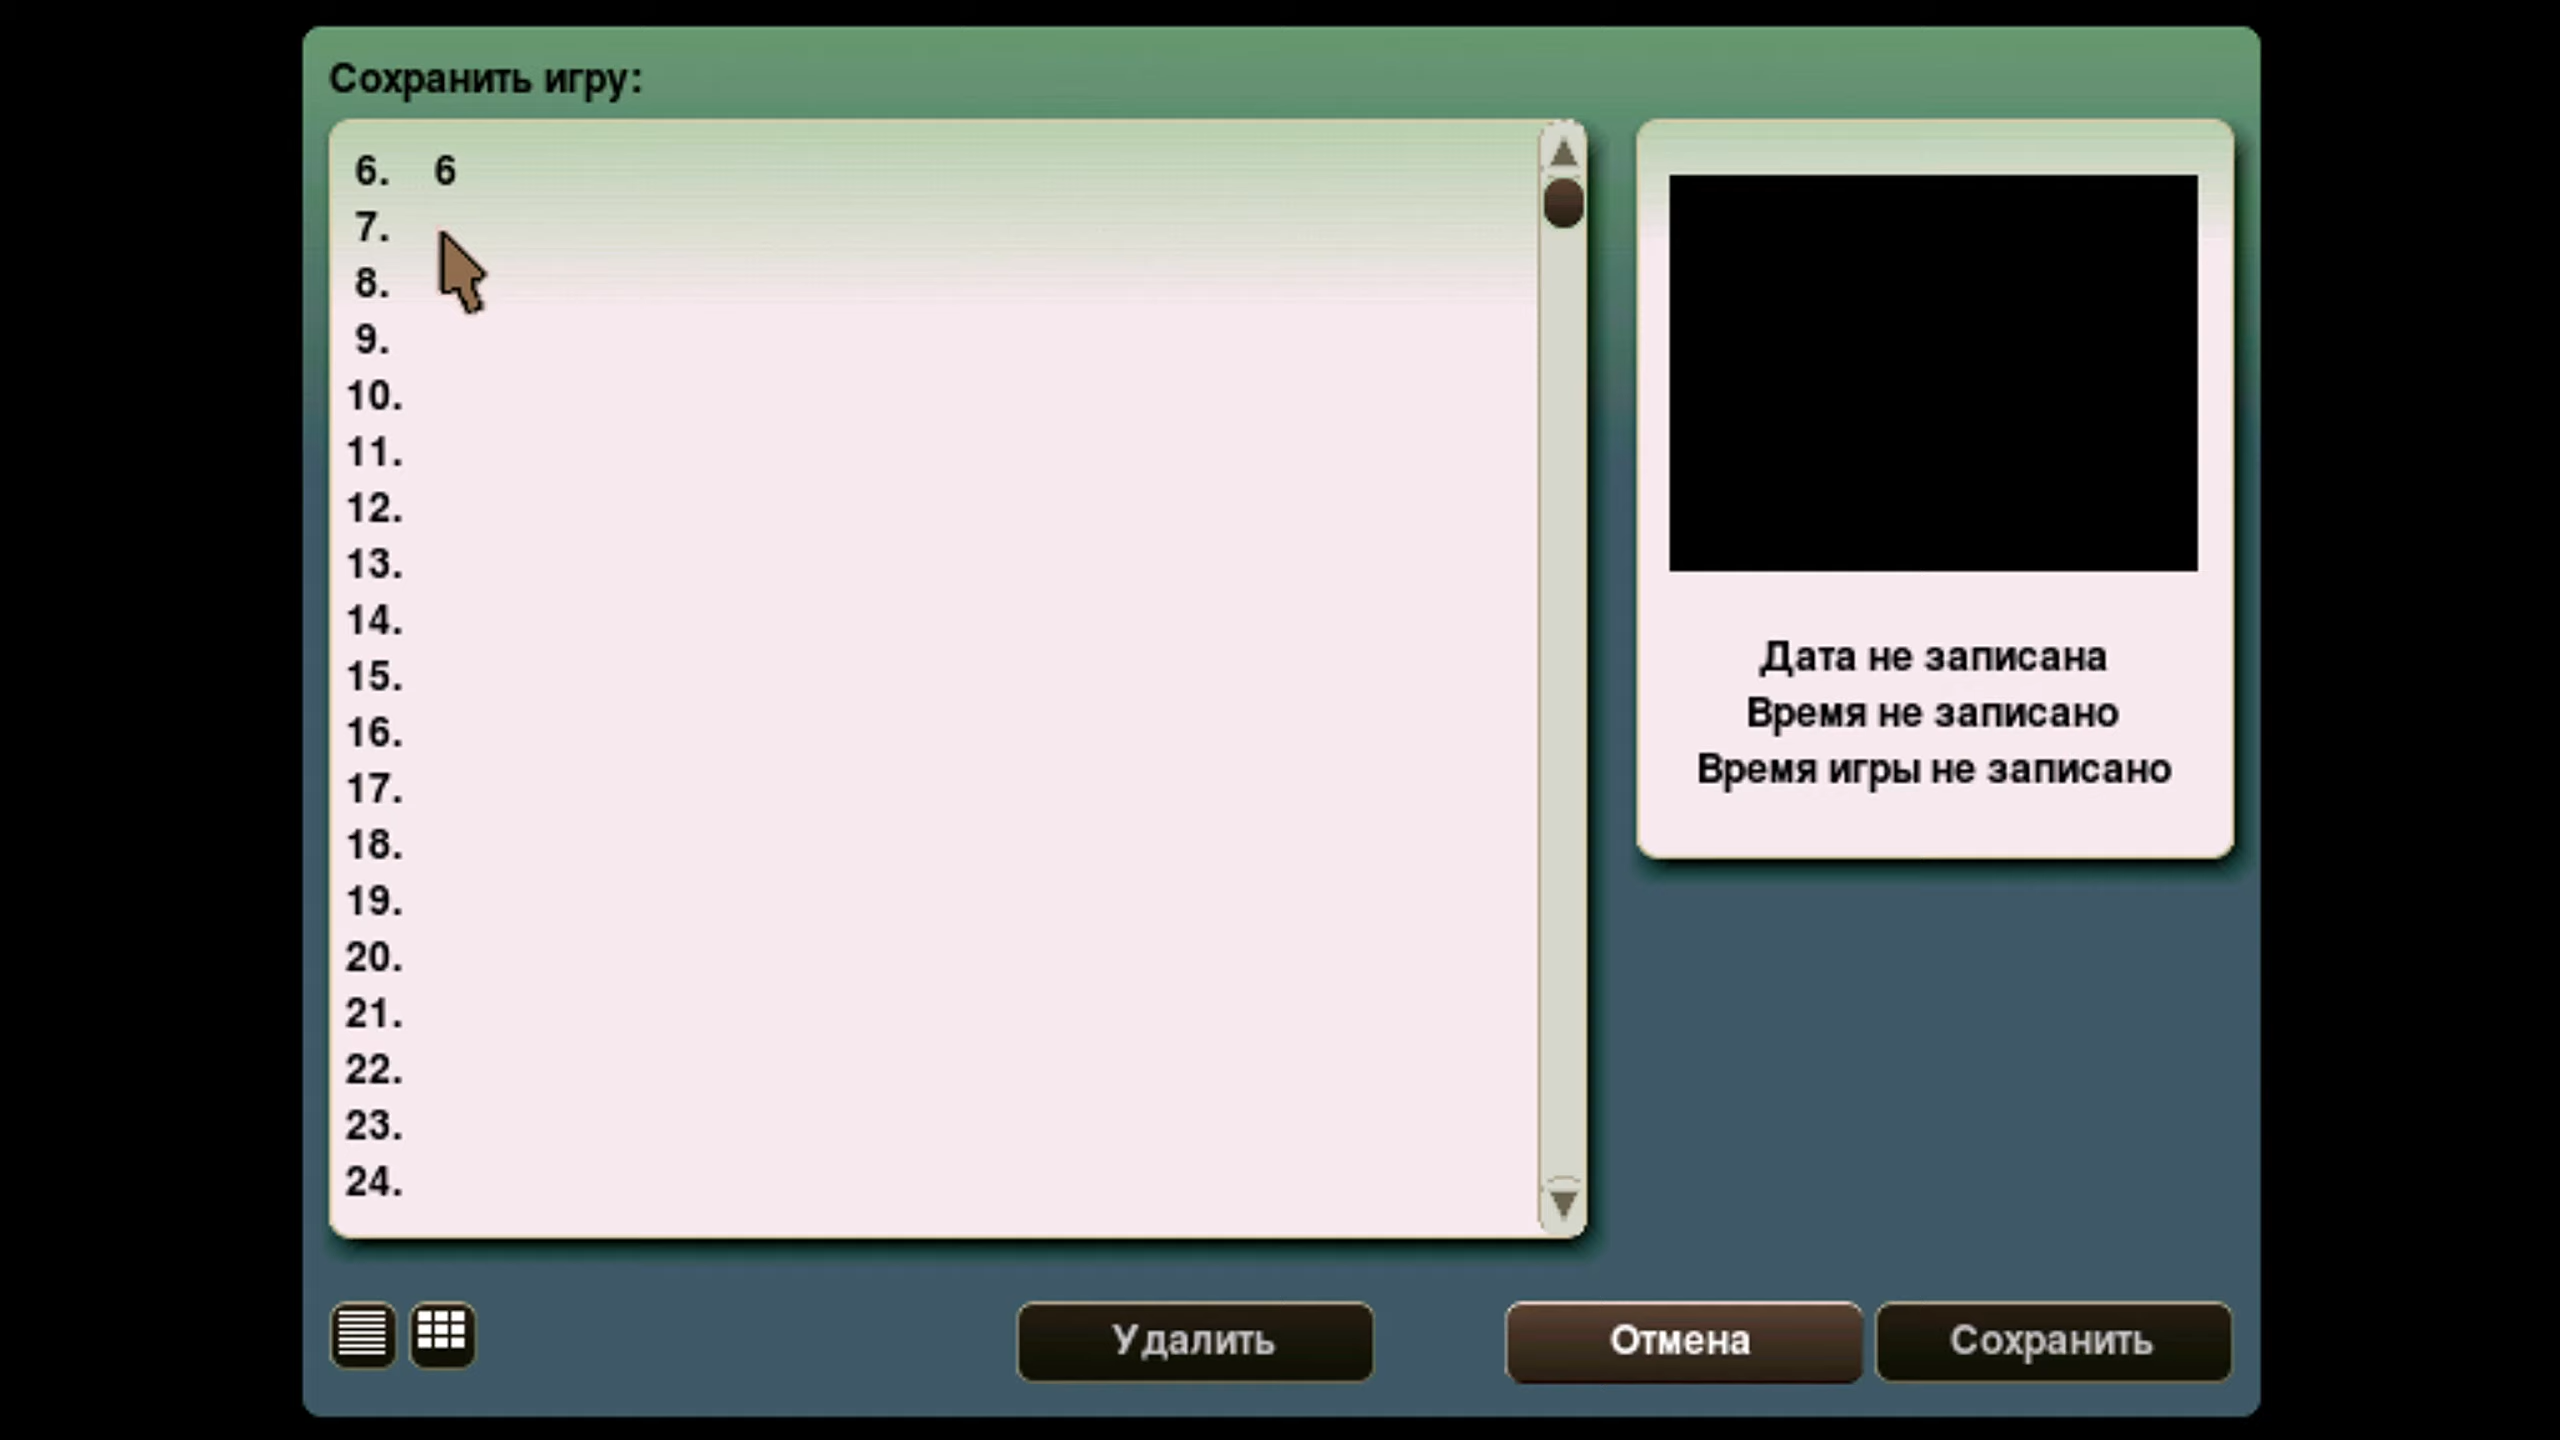 Сохранить игру:
6. 6
7.
8.
9.
10.
11.
12.
13.
14.
15.
16.
17.
18.
19.
20.
21.
22.
23.
24.
Дата не записана
Время не записано
Время игры не записано
Удалить
Отмена
Сохранить